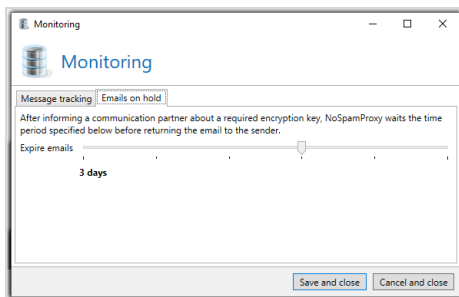 Monitoring
Monitoring
Message tracking Emails on hold
After informing a communication partner about a required encryption key, NoSpamProxy waits the time
period specified below before returning the email to the sender.
Expire emails
3 days
Save and close Cancel and close